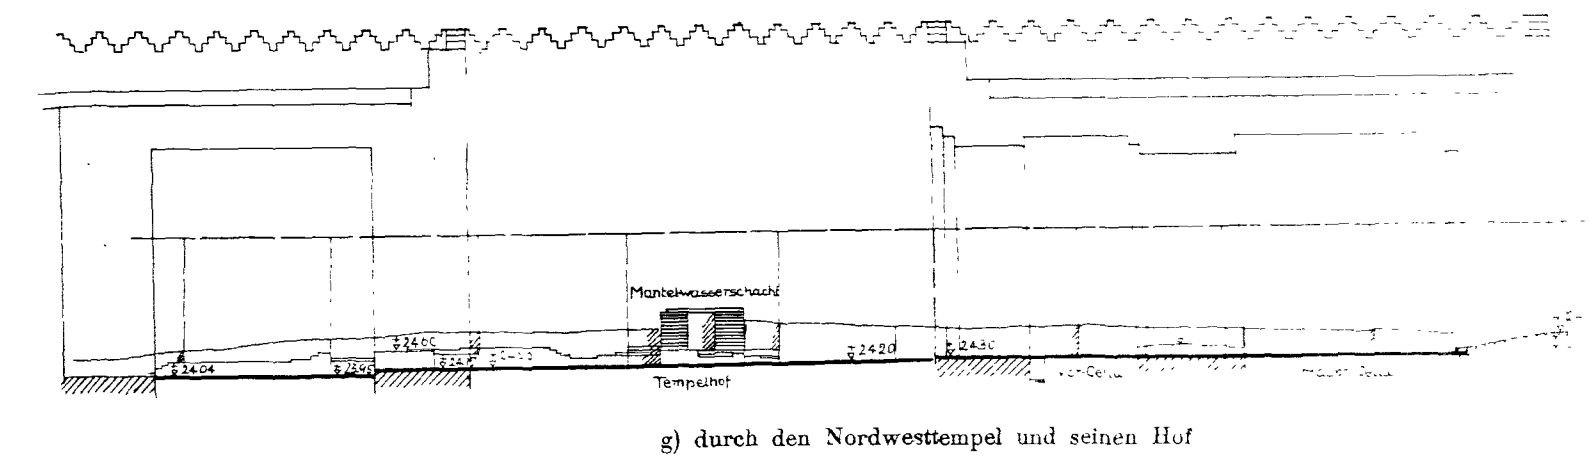 Mantelwasserschacht
2460
2420
2430
2404
2395
Tempelhof
g) durch den Nordwesttempel und seinen Hof